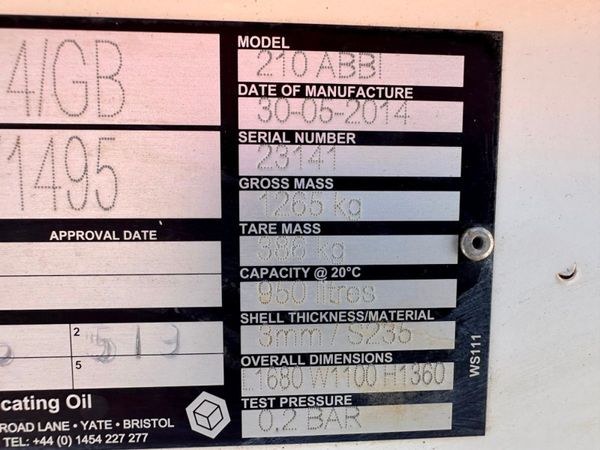 4/GB
1495
APPROVAL DATE
2 513
5
cating Oil
ROAD LANE • YATE • BRISTOL
TEL: +44 (0) 1454 227 277
MODEL
210 ABBI
DATE OF MANUFACTURE
30-05-2014
SERIAL NUMBER
23141
GROSS MASS
1265 kg
TARE MASS
386 kg
CAPACITY @ 20°C
950 litres
SHELL THICKNESS/MATERIAL
3mm / S235
OVERALL DIMENSIONS
L1680 W1100 H1360
TEST PRESSURE
0.2 BAR
WS111